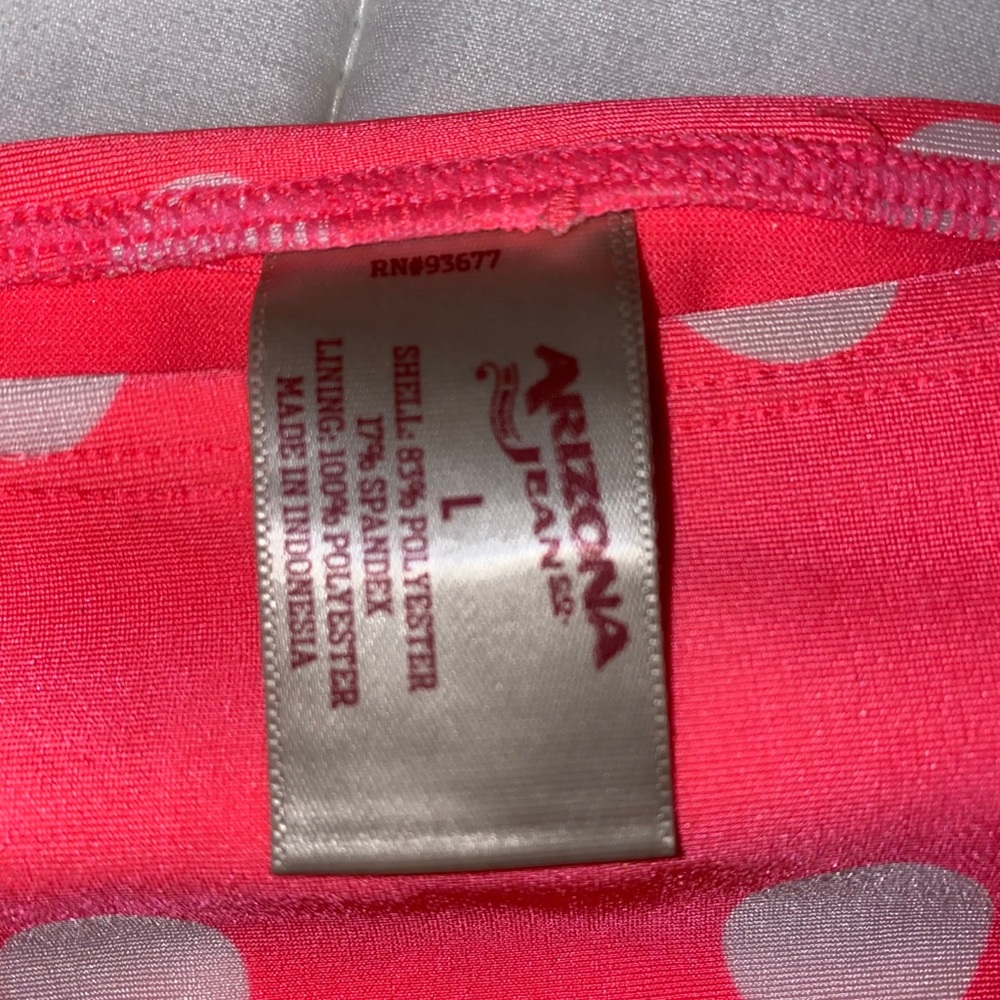 RN#93677
ARIZONA
JEAN CO.
L
SHELL: 83% POLYESTER
17% SPANDEX
LINING: 100% POLYESTER
MADE IN INDONESIA